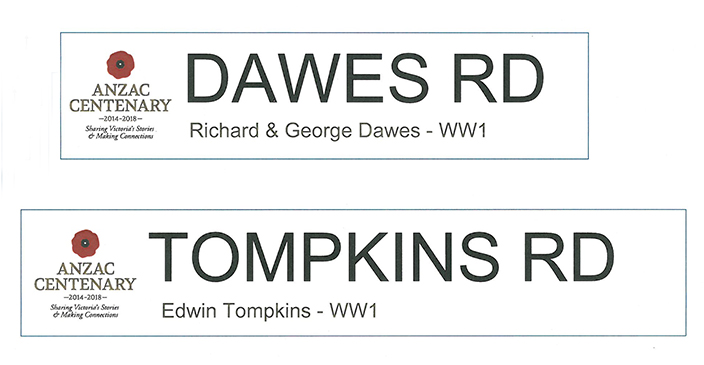 ANZAC
CENTENARY
–2014–2018–
Sharing Victoria's Stories
& Making Connections
DAWES RD
Richard & George Dawes - WW1
ANZAC
CENTENARY
–2014–2018–
Sharing Victoria's Stories
& Making Connections
TOMPKINS RD
Edwin Tompkins - WW1